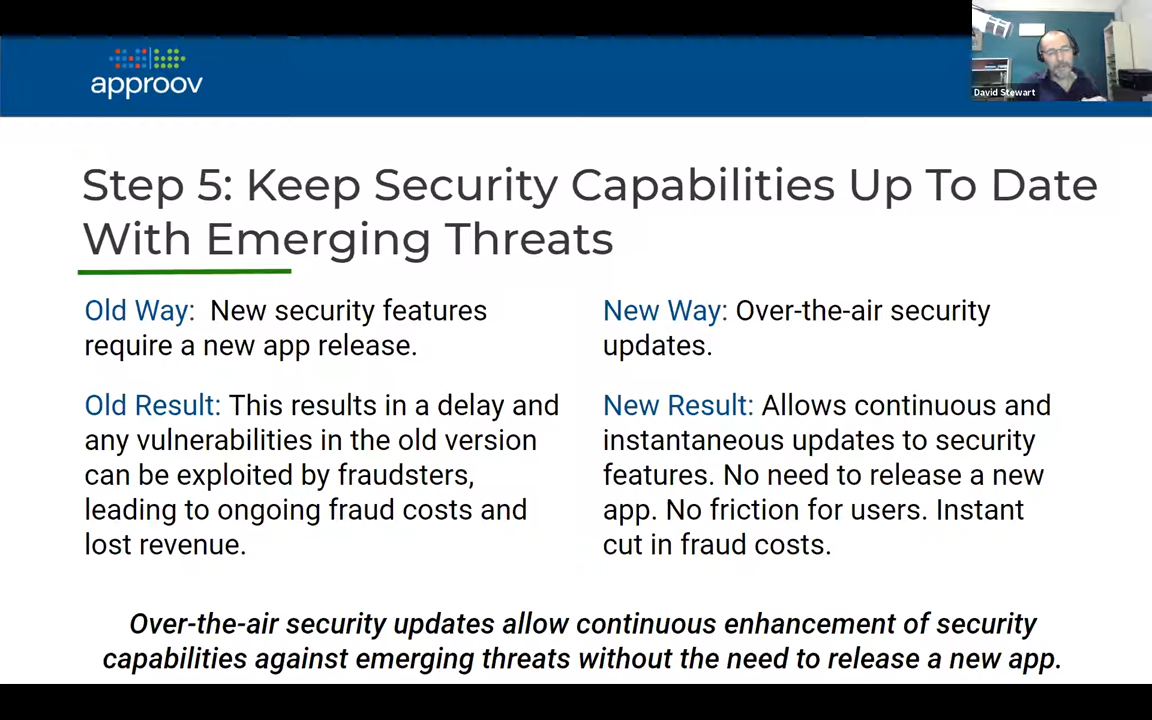 approov
David Stewart
Step 5: Keep Security Capabilities Up To Date
With Emerging Threats
Old Way: New security features
require a new app release.
Old Result: This results in a delay and
any vulnerabilities in the old version
can be exploited by fraudsters,
leading to ongoing fraud costs and
lost revenue.
New Way: Over-the-air security
updates.
New Result: Allows continuous and
instantaneous updates to security
features. No need to release a new
app. No friction for users. Instant
cut in fraud costs.
Over-the-air security updates allow continuous enhancement of security
capabilities against emerging threats without the need to release a new app.